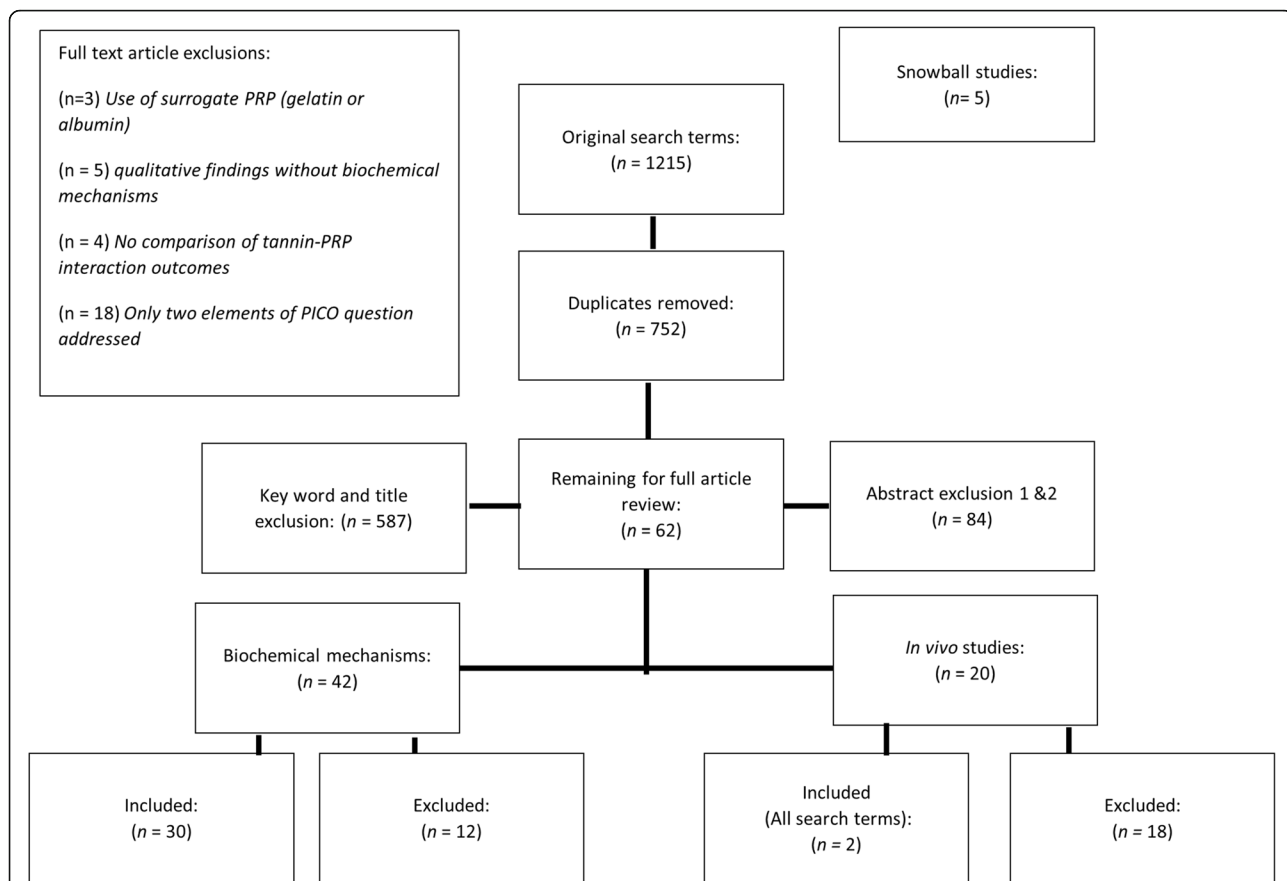 Full text article exclusions:
(n=3) Use of surrogate PRP (gelatin or
albumin)
(n = 5) qualitative findings without biochemical
mechanisms
(n = 4) No comparison of tannin-PRP
interaction outcomes
(n = 18) Only two elements of PICO question
addressed
Snowball studies:
(n= 5)
Original search terms:
(n = 1215)
Duplicates removed:
(n = 752)
Key word and title
exclusion: (n = 587)
Remaining for full article
review:
(n = 62)
Abstract exclusion 1 &2
(n = 84)
Biochemical mechanisms:
(n = 42)
In vivo studies:
(n = 20)
Included:
(n = 30)
Excluded:
(n = 12)
Included
(All search terms):
(n = 2)
Excluded:
(n = 18)